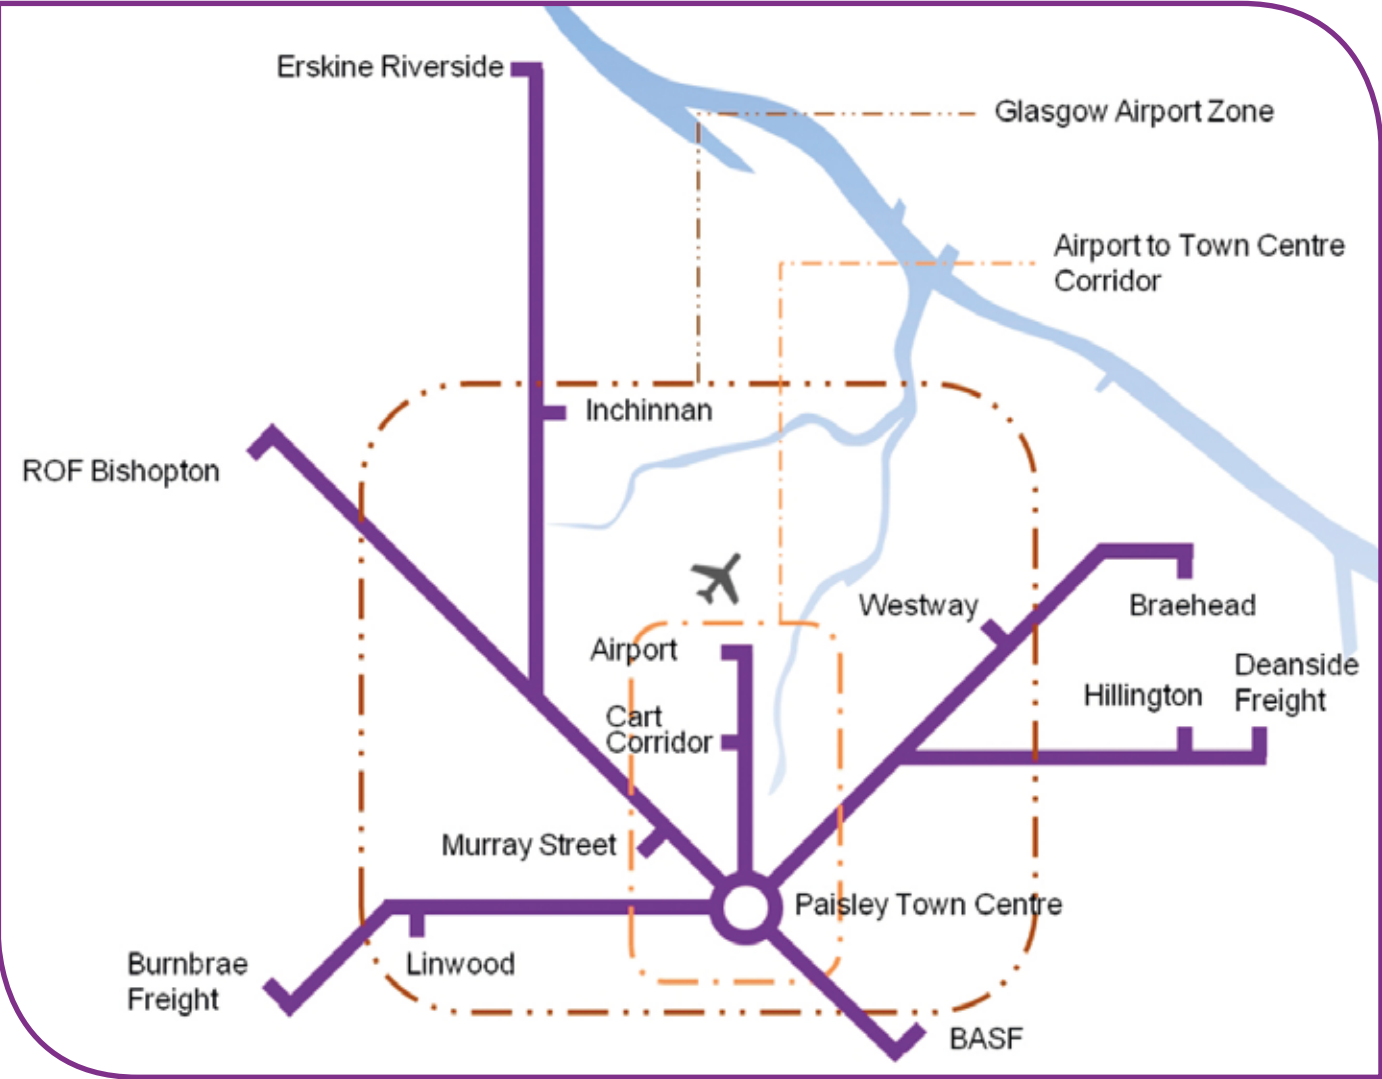 Erskine Riverside
Glasgow Airport Zone
Airport to Town Centre
Corridor
Inchinnan
ROF Bishopton
Westway
Braehead
Airport
Deanside
Freight
Hillington
Cart
Corridor
Murray Street
Paisley Town Centre
Burnbrae
Freight
Linwood
BASF